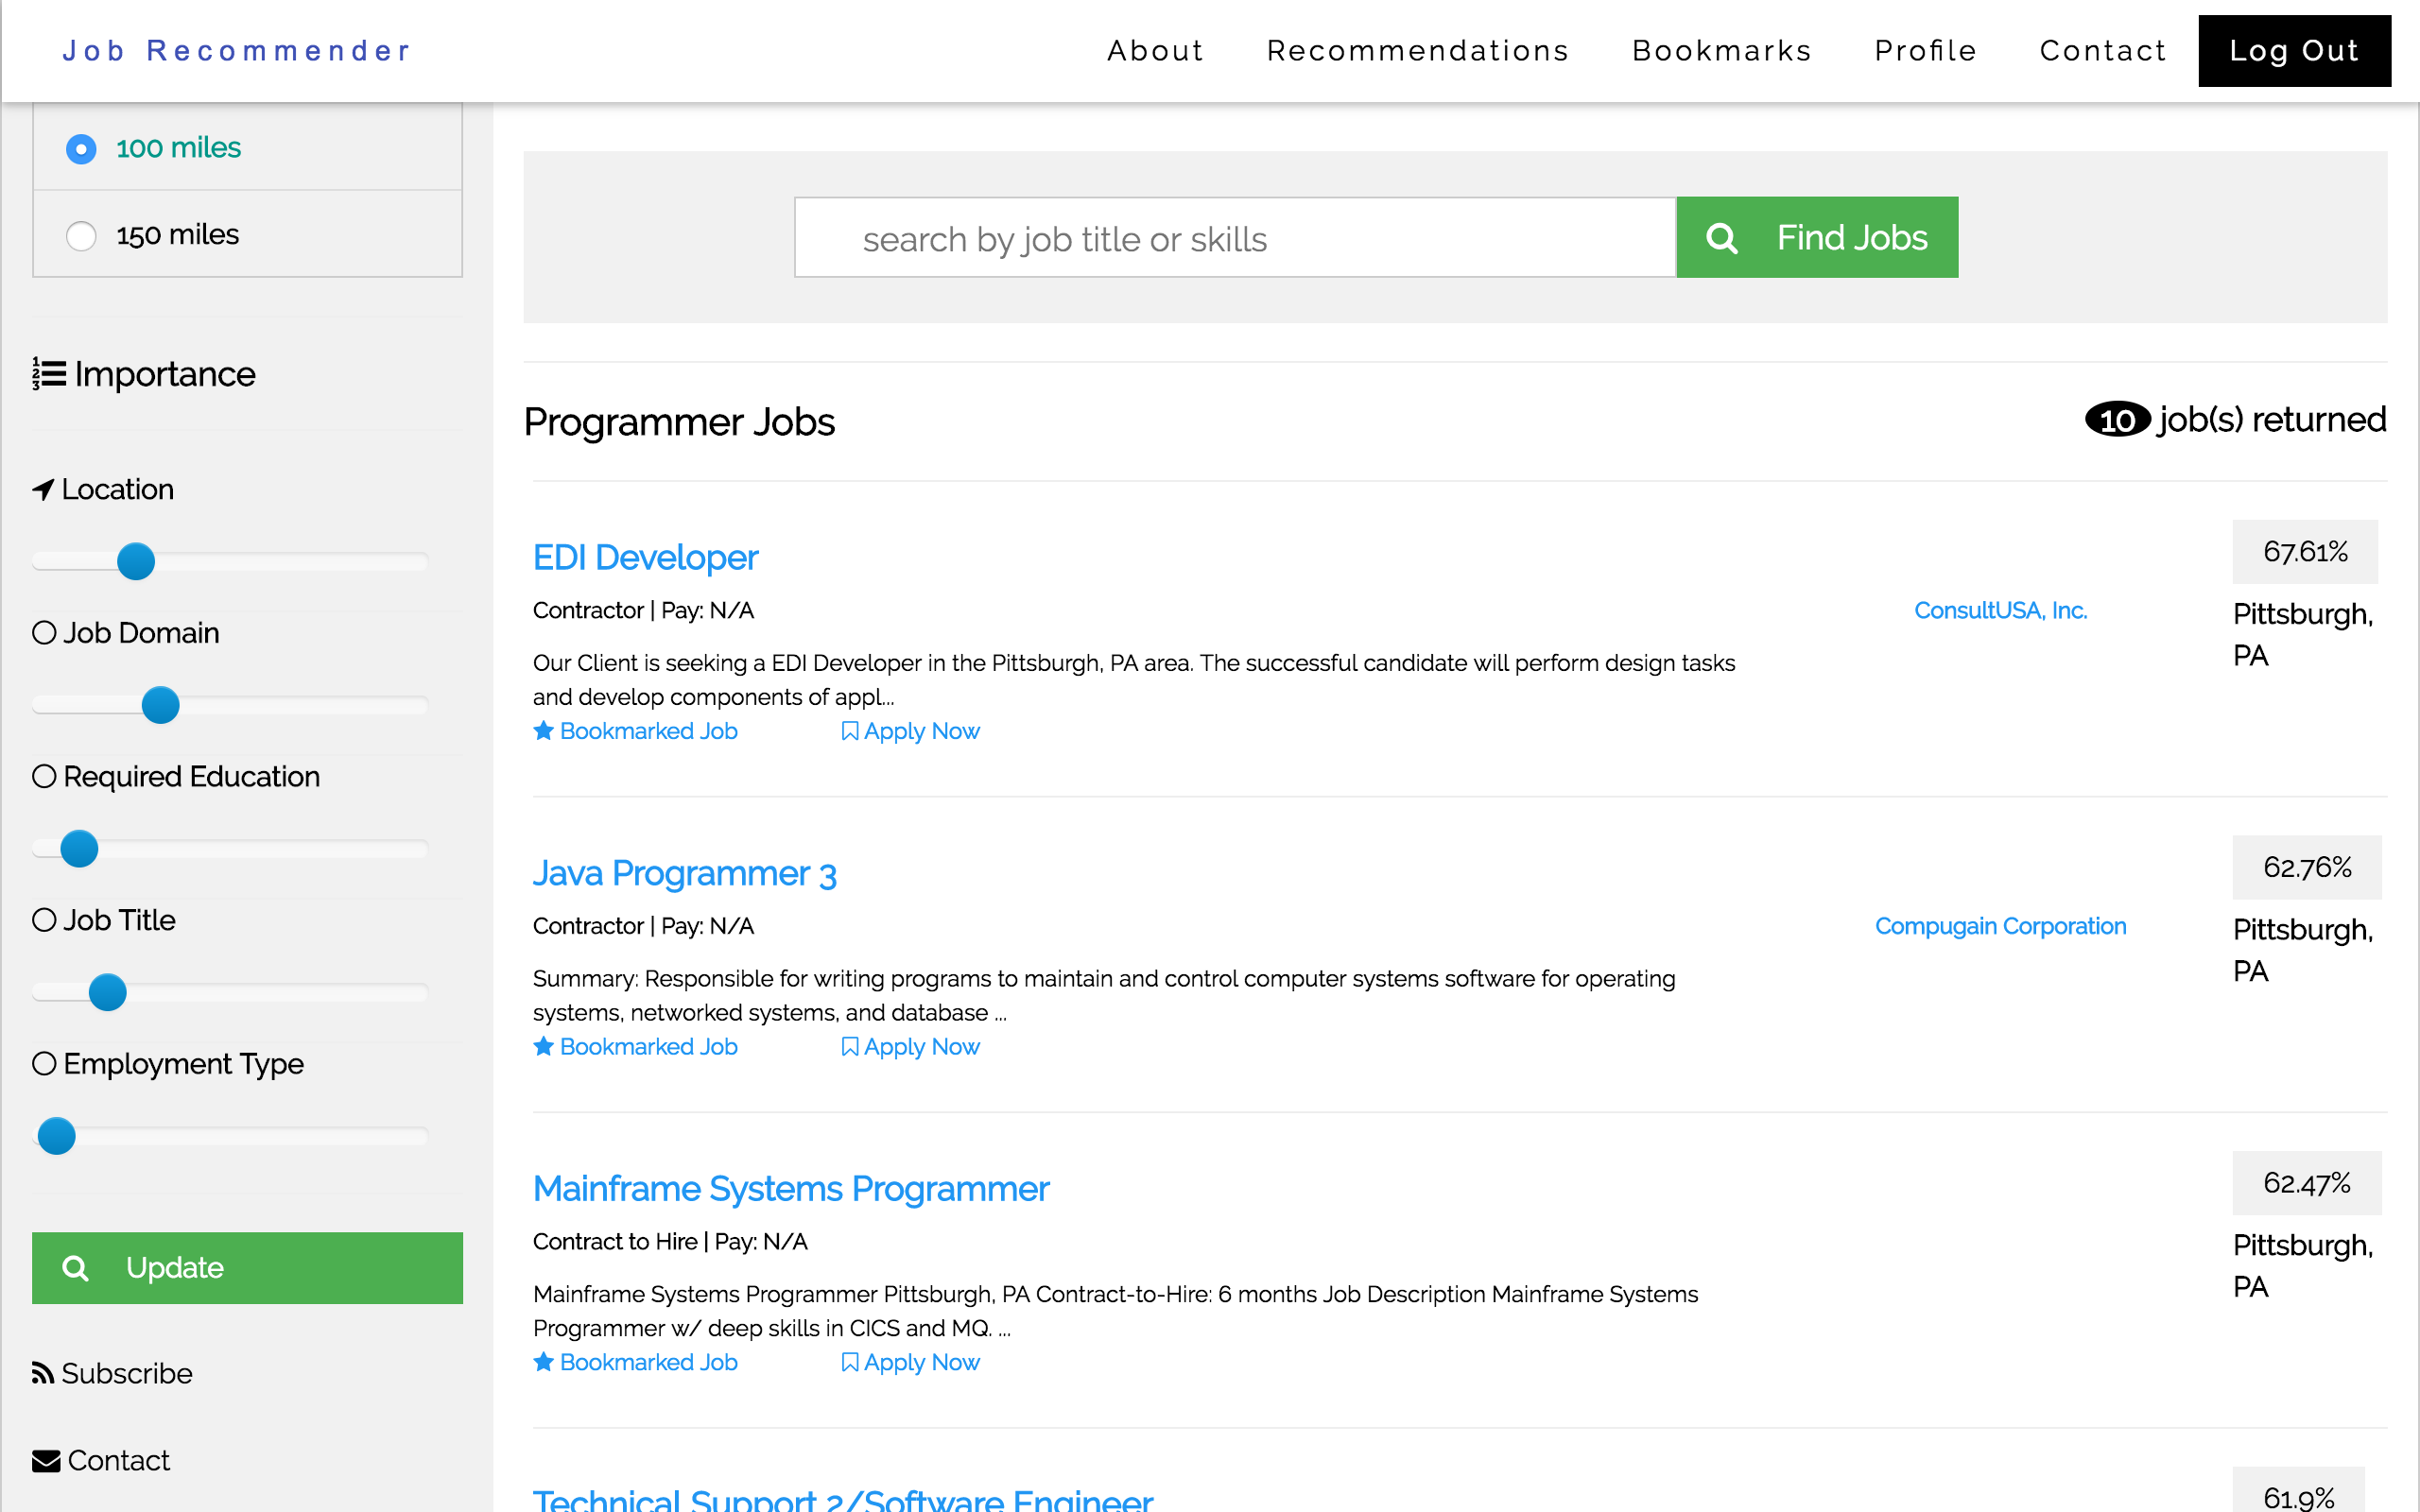 Job Recommender
About
Recommendations
Bookmarks
Profile
Contact
Log Out
100 miles
150 miles
Importance
Location
Job Domain
Required Education
Job Title
Employment Type
Update
Subscribe
Contact
search by job title or skills
Find Jobs
Programmer Jobs
10 job(s) returned
EDI Developer
67.61%
Contractor | Pay: N/A
ConsultUSA, Inc.
Pittsburgh,
PA
Our Client is seeking a EDI Developer in the Pittsburgh, PA area. The successful candidate will perform design tasks
and develop components of appl...
Bookmarked Job
Apply Now
Java Programmer 3
62.76%
Contractor | Pay: N/A
Compugain Corporation
Pittsburgh,
PA
Summary: Responsible for writing programs to maintain and control computer systems software for operating
systems, networked systems, and database ...
Bookmarked Job
Apply Now
Mainframe Systems Programmer
62.47%
Contract to Hire | Pay: N/A
Pittsburgh,
PA
Mainframe Systems Programmer Pittsburgh, PA Contract-to-Hire: 6 months Job Description Mainframe Systems
Programmer w/ deep skills in CICS and MQ. ...
Bookmarked Job
Apply Now
Technical Support 2/Software Engineer
61.9%